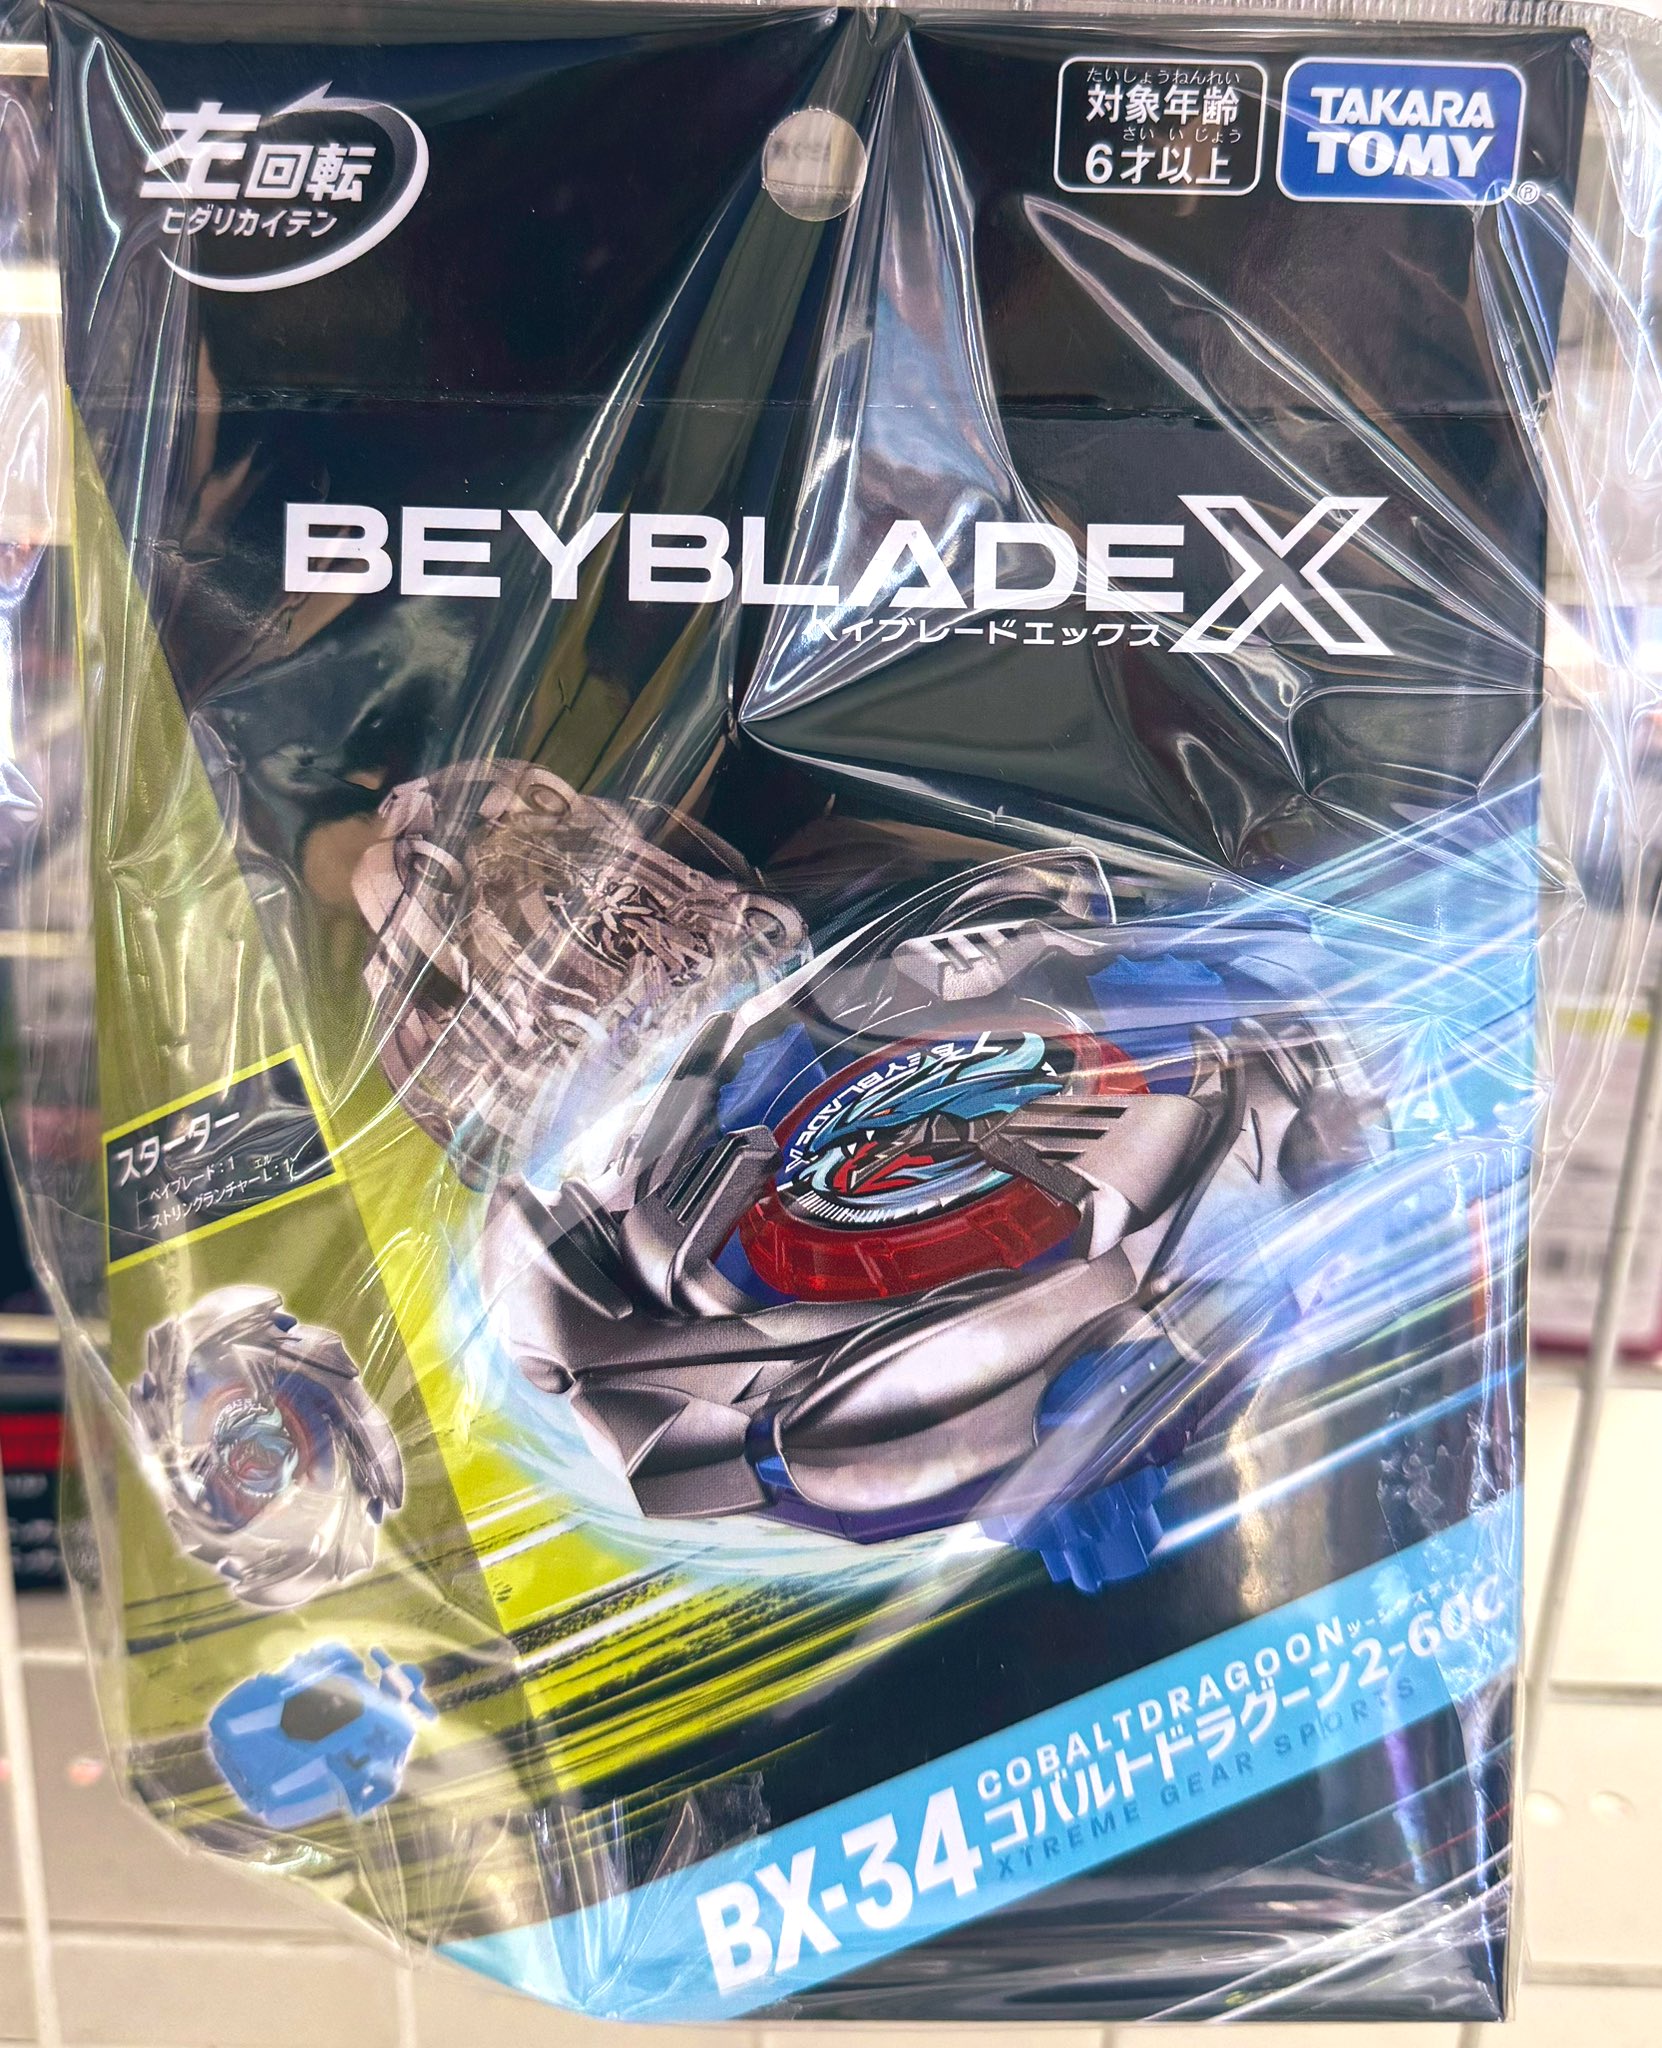 左回転
ヒダリカイテン
たいしょうねんれい
対象年齢
さい いじょう
6才以上
TAKARA
TOMY
®
BEYBLADE X
ベイブレードエックス
BEYBLADE X
スターター
ベイブレード：1
エル
ストリングランチャーL：1
L
COBALTDRAGOON
BX-34 コバルトドラグーン2-60C
XTREME GEAR SPORTS